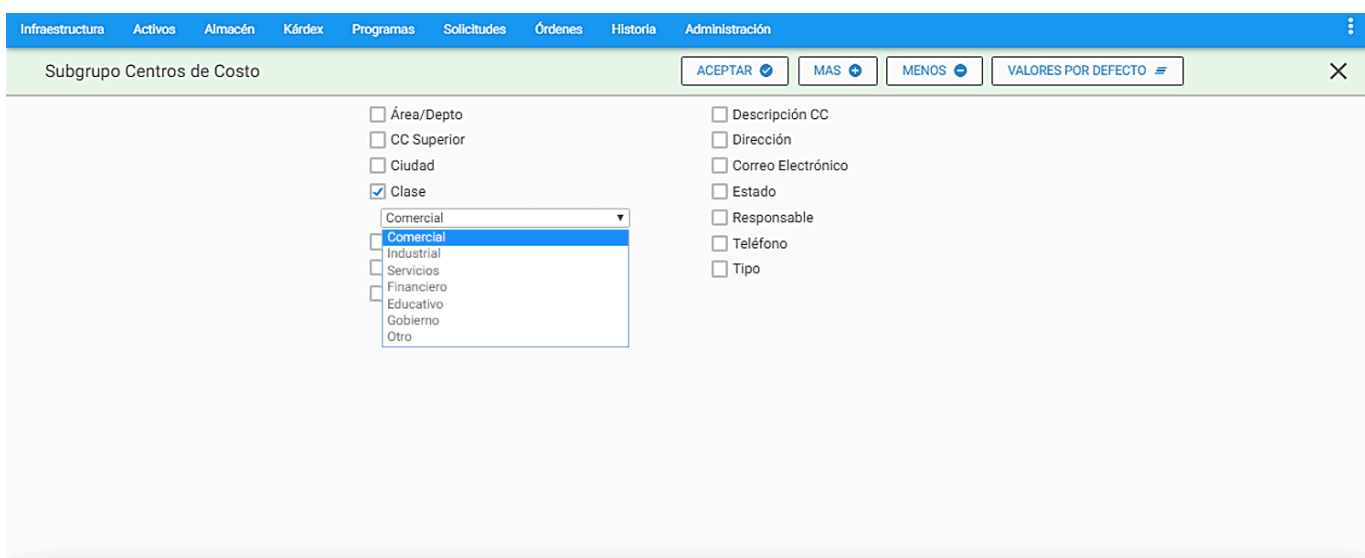 Infraestructura Activos Almacén Kárdex Programas Solicitudes Órdenes Historia Administración
Subgrupo Centros de Costo ACEPTAR MAS MENOS VALORES POR DEFECTO
Área/Depto
CC Superior
Ciudad
Clase
Comercial
Comercial
Industrial
Servicios
Financiero
Educativo
Gobierno
Otro
Descripción CC
Dirección
Correo Electrónico
Estado
Responsable
Teléfono
Tipo